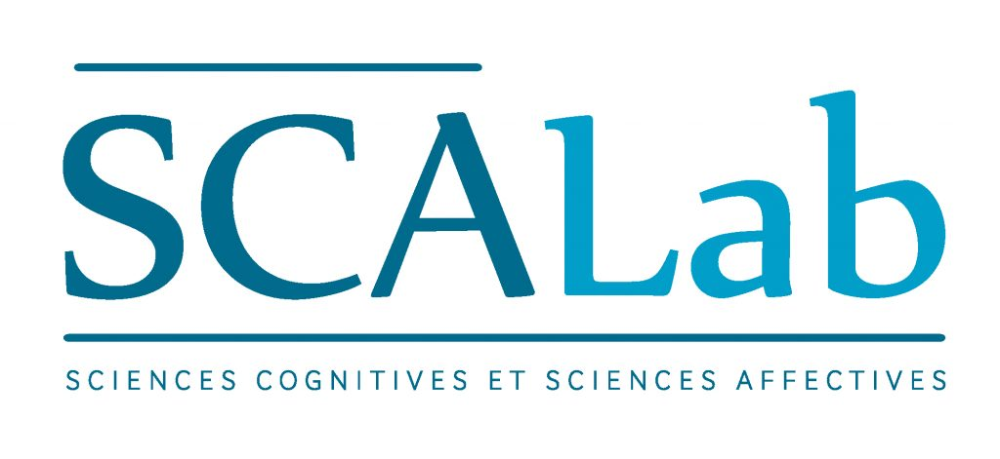 SCALab
SCIENCES COGNITIVES ET SCIENCES AFFECTIVES